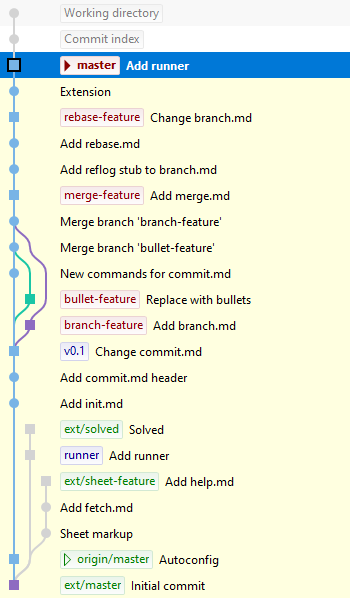 Working directory
Commit index
master Add runner
Extension
rebase-feature Change branch.md
Add rebase.md
Add reflog stub to branch.md
merge-feature Add merge.md
Merge branch 'branch-feature'
Merge branch 'bullet-feature'
New commands for commit.md
bullet-feature Replace with bullets
branch-feature Add branch.md
v0.1 Change commit.md
Add commit.md header
Add init.md
ext/solved Solved
runner Add runner
ext/sheet-feature Add help.md
Add fetch.md
Sheet markup
origin/master Autoconfig
ext/master Initial commit